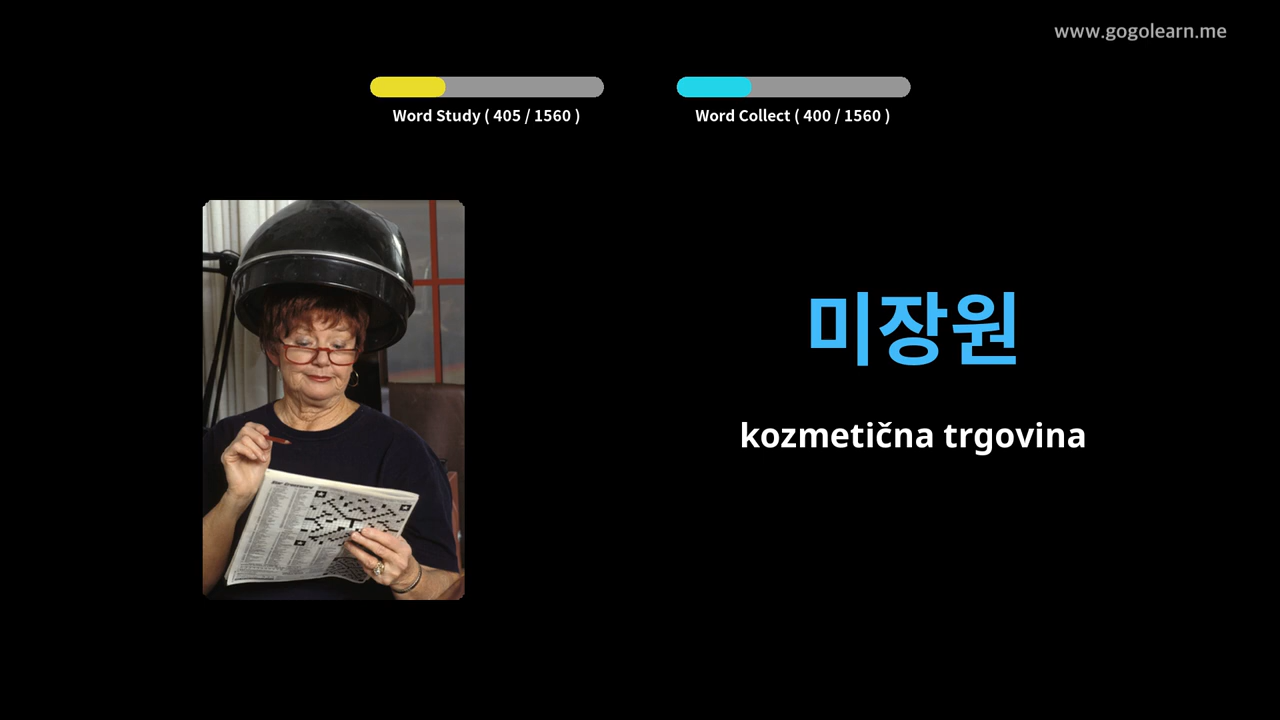 www.gogolearn.me
Word Study ( 405 / 1560 )
Word Collect ( 400 / 1560 )
미장원
kozmetična trgovina